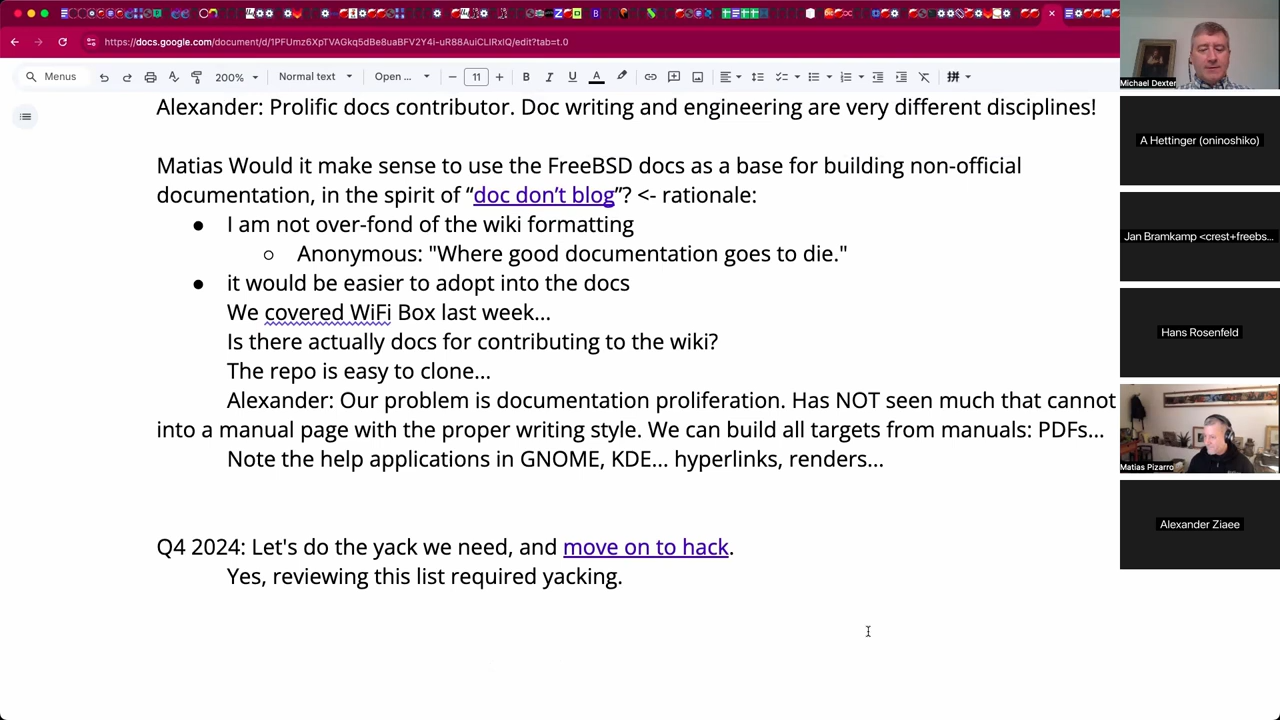 https://docs.google.com/document/d/1PFUmz6XpTVAGkq5dBe8uaBFV2Y4i-uR88AuiCLIRxIQ/edit?tab=t.0
Menus
200%
Normal text
Open ...
11
Alexander: Prolific docs contributor. Doc writing and engineering are very different disciplines!
Matias Would it make sense to use the FreeBSD docs as a base for building non-official
documentation, in the spirit of “doc don’t blog”? <- rationale:
● I am not over-fond of the wiki formatting
○ Anonymous: "Where good documentation goes to die."
● it would be easier to adopt into the docs
We covered WiFi Box last week...
Is there actually docs for contributing to the wiki?
The repo is easy to clone...
Alexander: Our problem is documentation proliferation. Has NOT seen much that cannot
into a manual page with the proper writing style. We can build all targets from manuals: PDFs...
Note the help applications in GNOME, KDE... hyperlinks, renders...
Q4 2024: Let's do the yack we need, and move on to hack.
Yes, reviewing this list required yacking.
Michael Dexter
A Hettinger (oninoshiko)
Jan Bramkamp <crest+freebs...
Hans Rosenfeld
Matias Pizarro
Alexander Ziaee